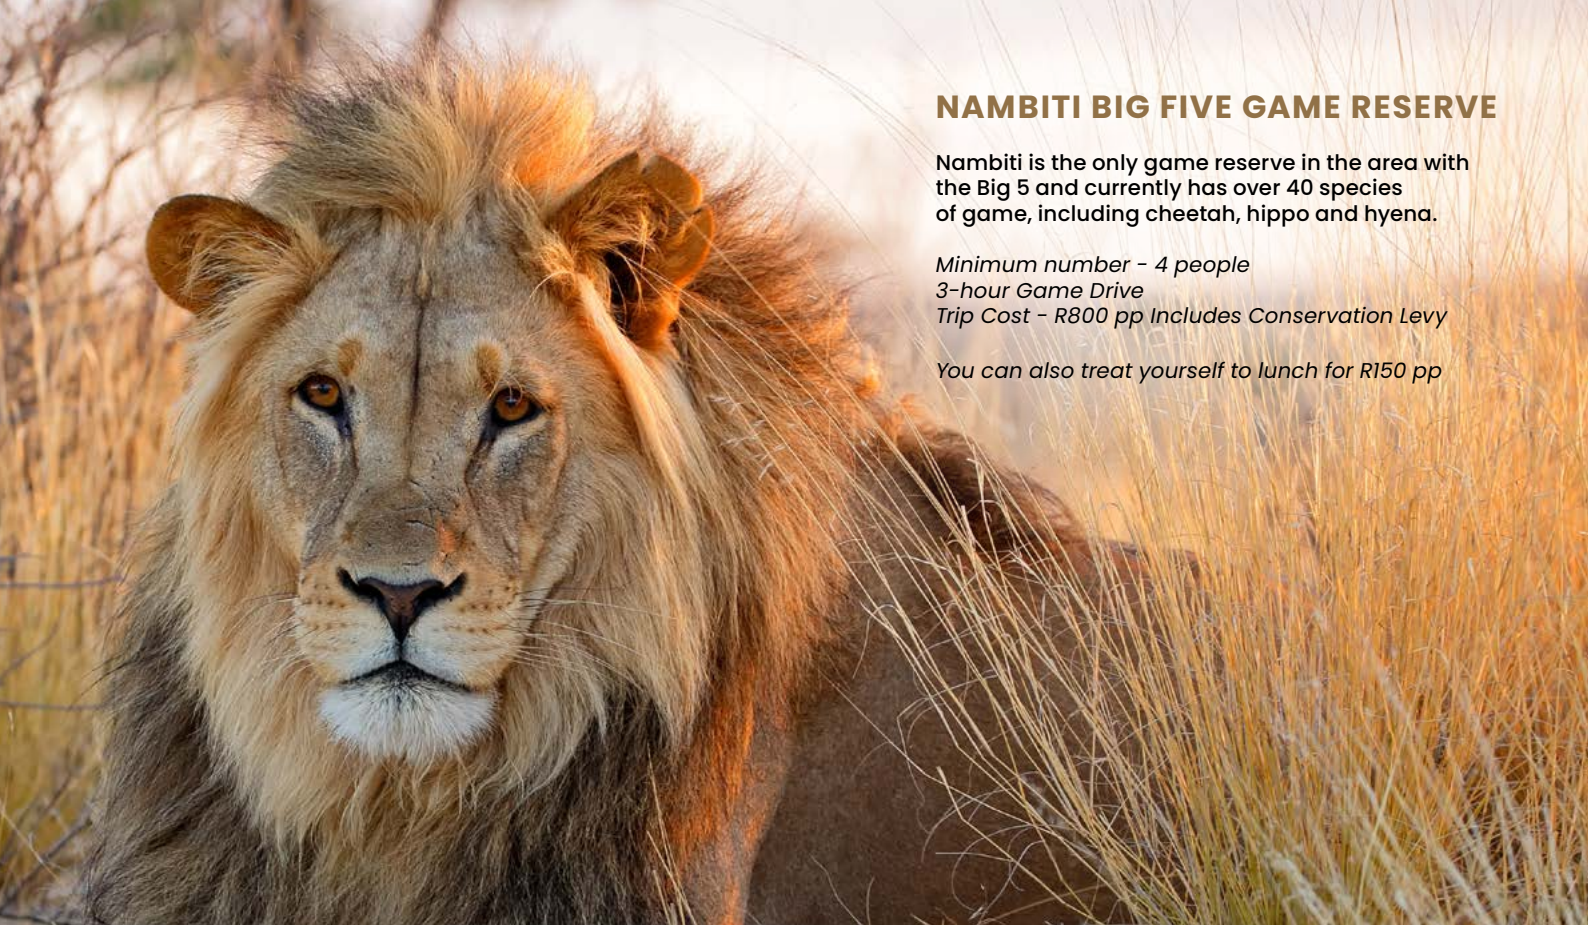 NAMBITI BIG FIVE GAME RESERVE
Nambiti is the only game reserve in the area with
the Big 5 and currently has over 40 species
of game, including cheetah, hippo and hyena.
Minimum number - 4 people
3-hour Game Drive
Trip Cost - R800 pp Includes Conservation Levy
You can also treat yourself to lunch for R150 pp